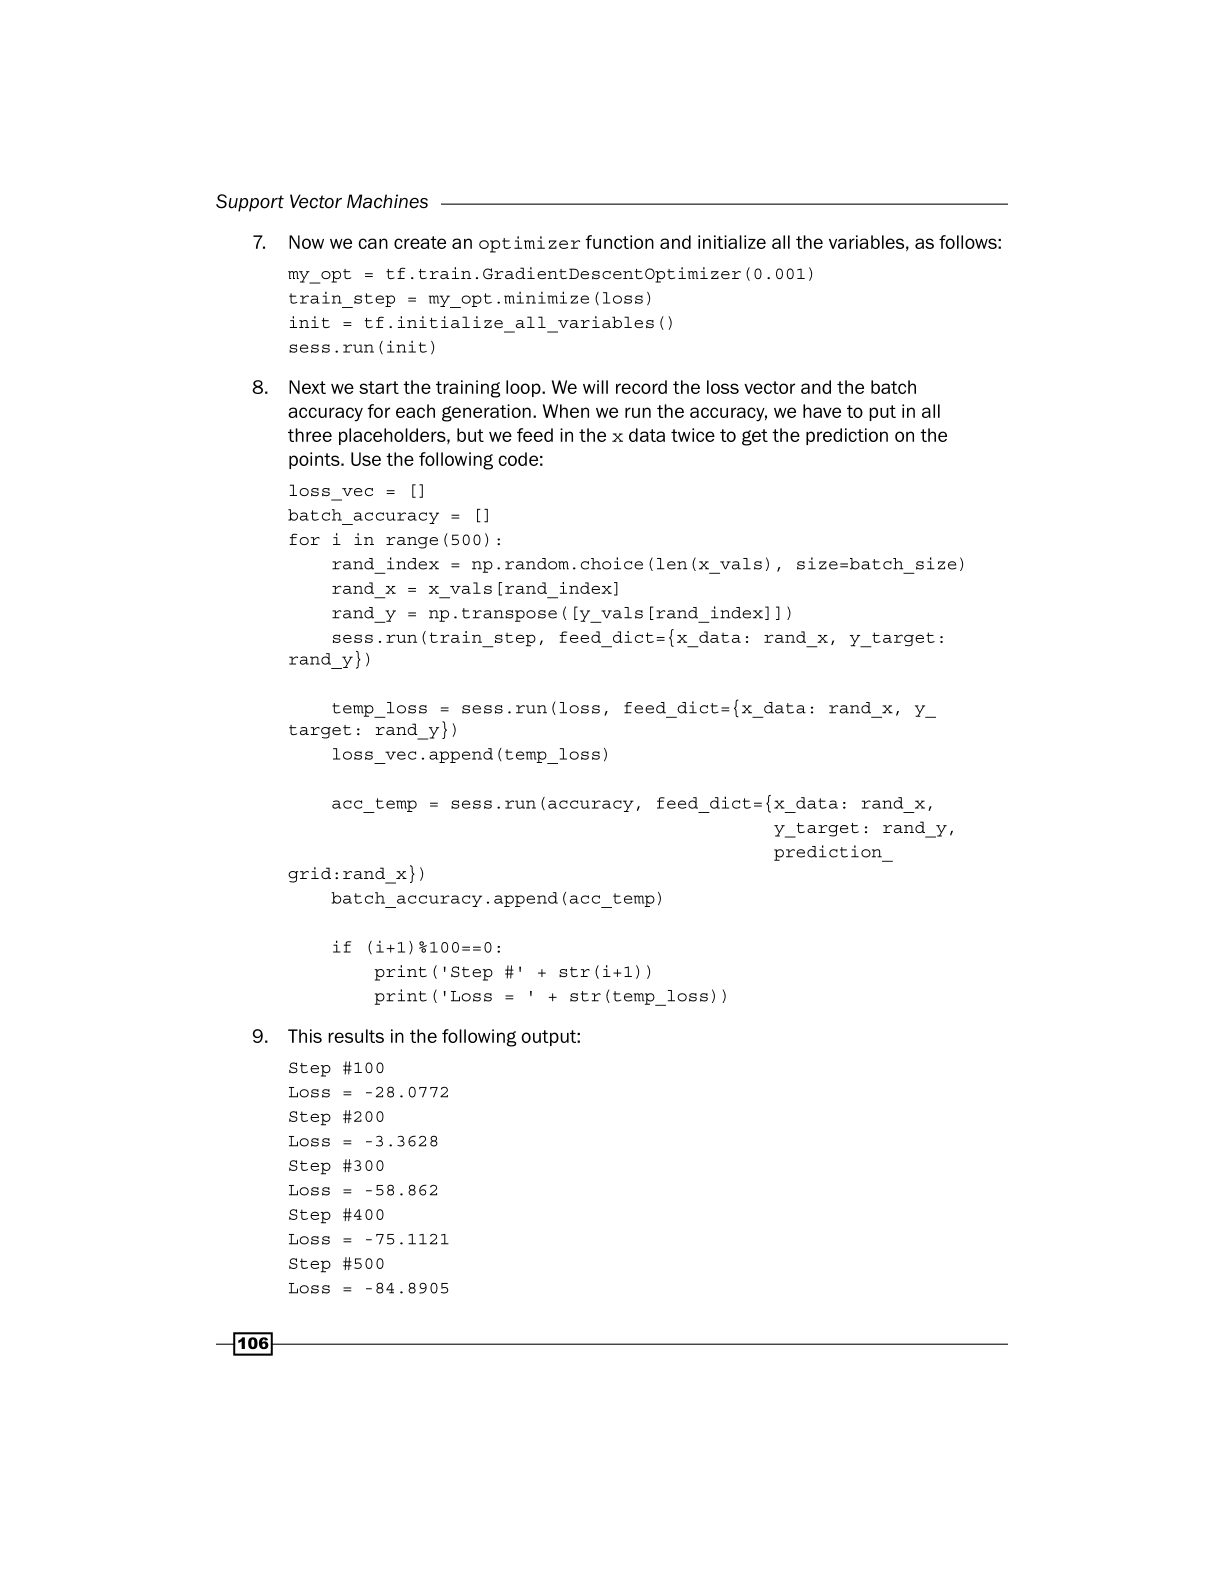 Support Vector Machines
7. Now we can create an optimizer function and initialize all the variables, as follows:
my_opt = tf.train.GradientDescentOptimizer(0.001)
train_step = my_opt.minimize(loss)
init = tf.initialize_all_variables()
sess.run(init)
8. Next we start the training loop. We will record the loss vector and the batch
accuracy for each generation. When we run the accuracy, we have to put in all
three placeholders, but we feed in the x data twice to get the prediction on the
points. Use the following code:
loss_vec = []
batch_accuracy = []
for i in range(500):
    rand_index = np.random.choice(len(x_vals), size=batch_size)
    rand_x = x_vals[rand_index]
    rand_y = np.transpose([y_vals[rand_index]])
    sess.run(train_step, feed_dict={x_data: rand_x, y_target:
rand_y})
    temp_loss = sess.run(loss, feed_dict={x_data: rand_x, y_
target: rand_y})
    loss_vec.append(temp_loss)
    acc_temp = sess.run(accuracy, feed_dict={x_data: rand_x,
                                             y_target: rand_y,
                                             prediction_
grid:rand_x})
    batch_accuracy.append(acc_temp)
    if (i+1)%100==0:
        print('Step #' + str(i+1))
        print('Loss = ' + str(temp_loss))
9. This results in the following output:
Step #100
Loss = -28.0772
Step #200
Loss = -3.3628
Step #300
Loss = -58.862
Step #400
Loss = -75.1121
Step #500
Loss = -84.8905
106